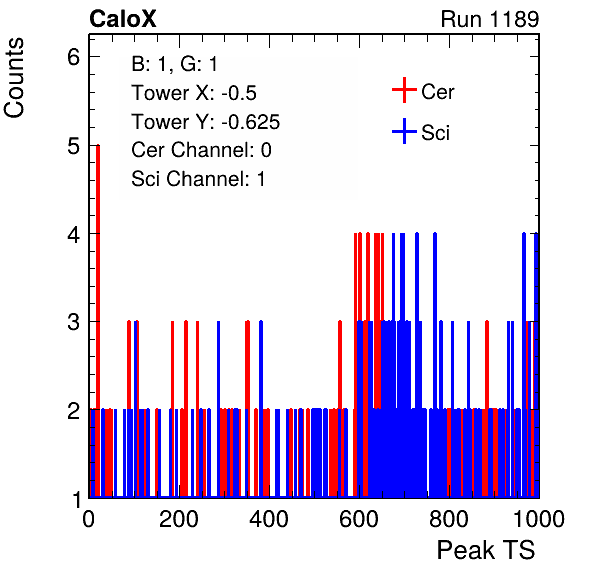 CaloX Run 1189
Counts
6
5
4
3
2
1
B: 1, G: 1
Tower X: -0.5
Tower Y: -0.625
Cer Channel: 0
Sci Channel: 1
Cer
Sci
0 200 400 600 800 1000
Peak TS